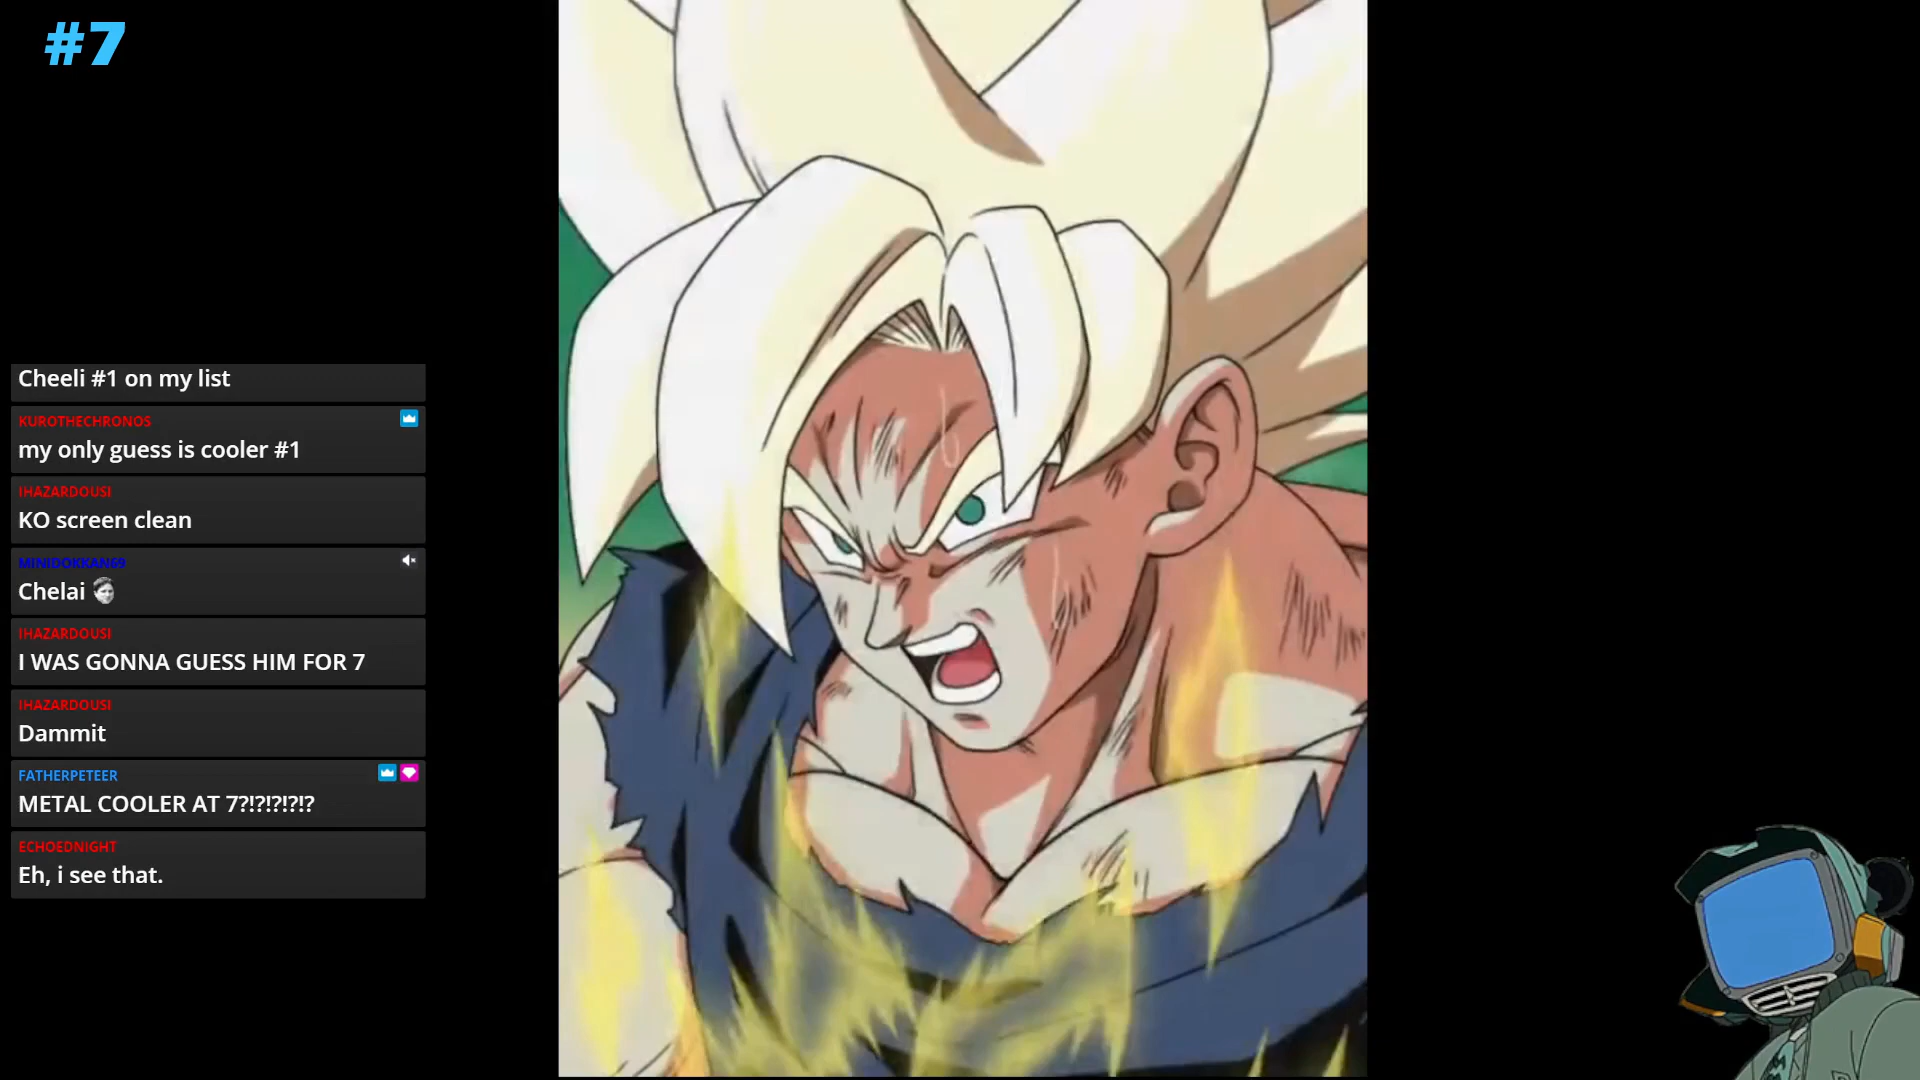 #7
Cheeli #1 on my list
KUROTHECHRONOS
my only guess is cooler #1
IHAZARDOUSI
KO screen clean
MINIDOKKAN69
Chelai
IHAZARDOUSI
I WAS GONNA GUESS HIM FOR 7
IHAZARDOUSI
Dammit
FATHERPETEER
METAL COOLER AT 7?!?!?!?!?
ECHOEDNIGHT
Eh, i see that.